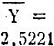 Y̅ =
2.5221